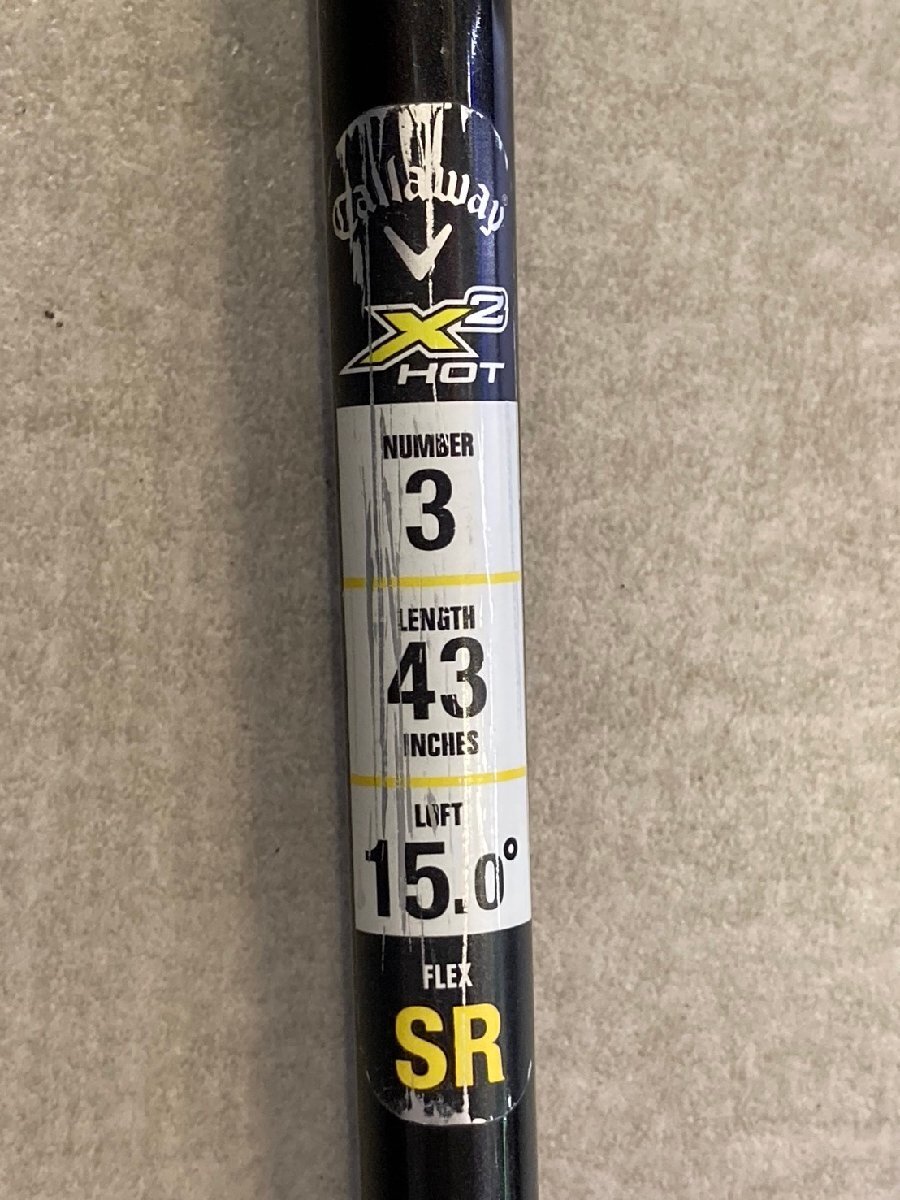 Callaway®
X2
HOT
NUMBER
3
LENGTH
43
INCHES
LOFT
15.0°
FLEX
SR